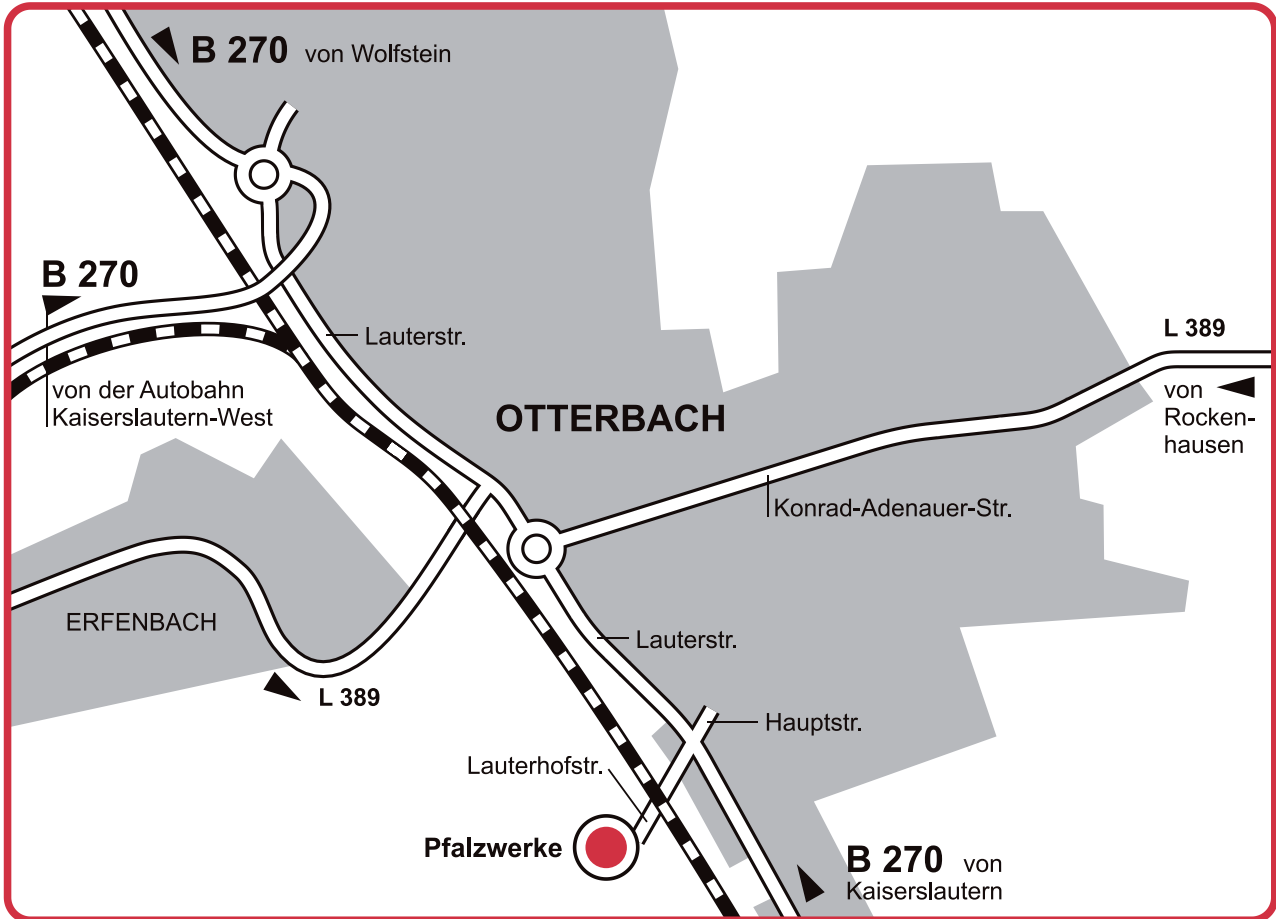 B 270 von Wolfstein
B 270
Lauterstr.
L 389
von der Autobahn
Kaiserslautern-West
von
Rocken-
hausen
OTTERBACH
Konrad-Adenauer-Str.
ERFENBACH
Lauterstr.
L 389
Hauptstr.
Lauterhofstr.
Pfalzwerke
B 270 von
Kaiserslautern